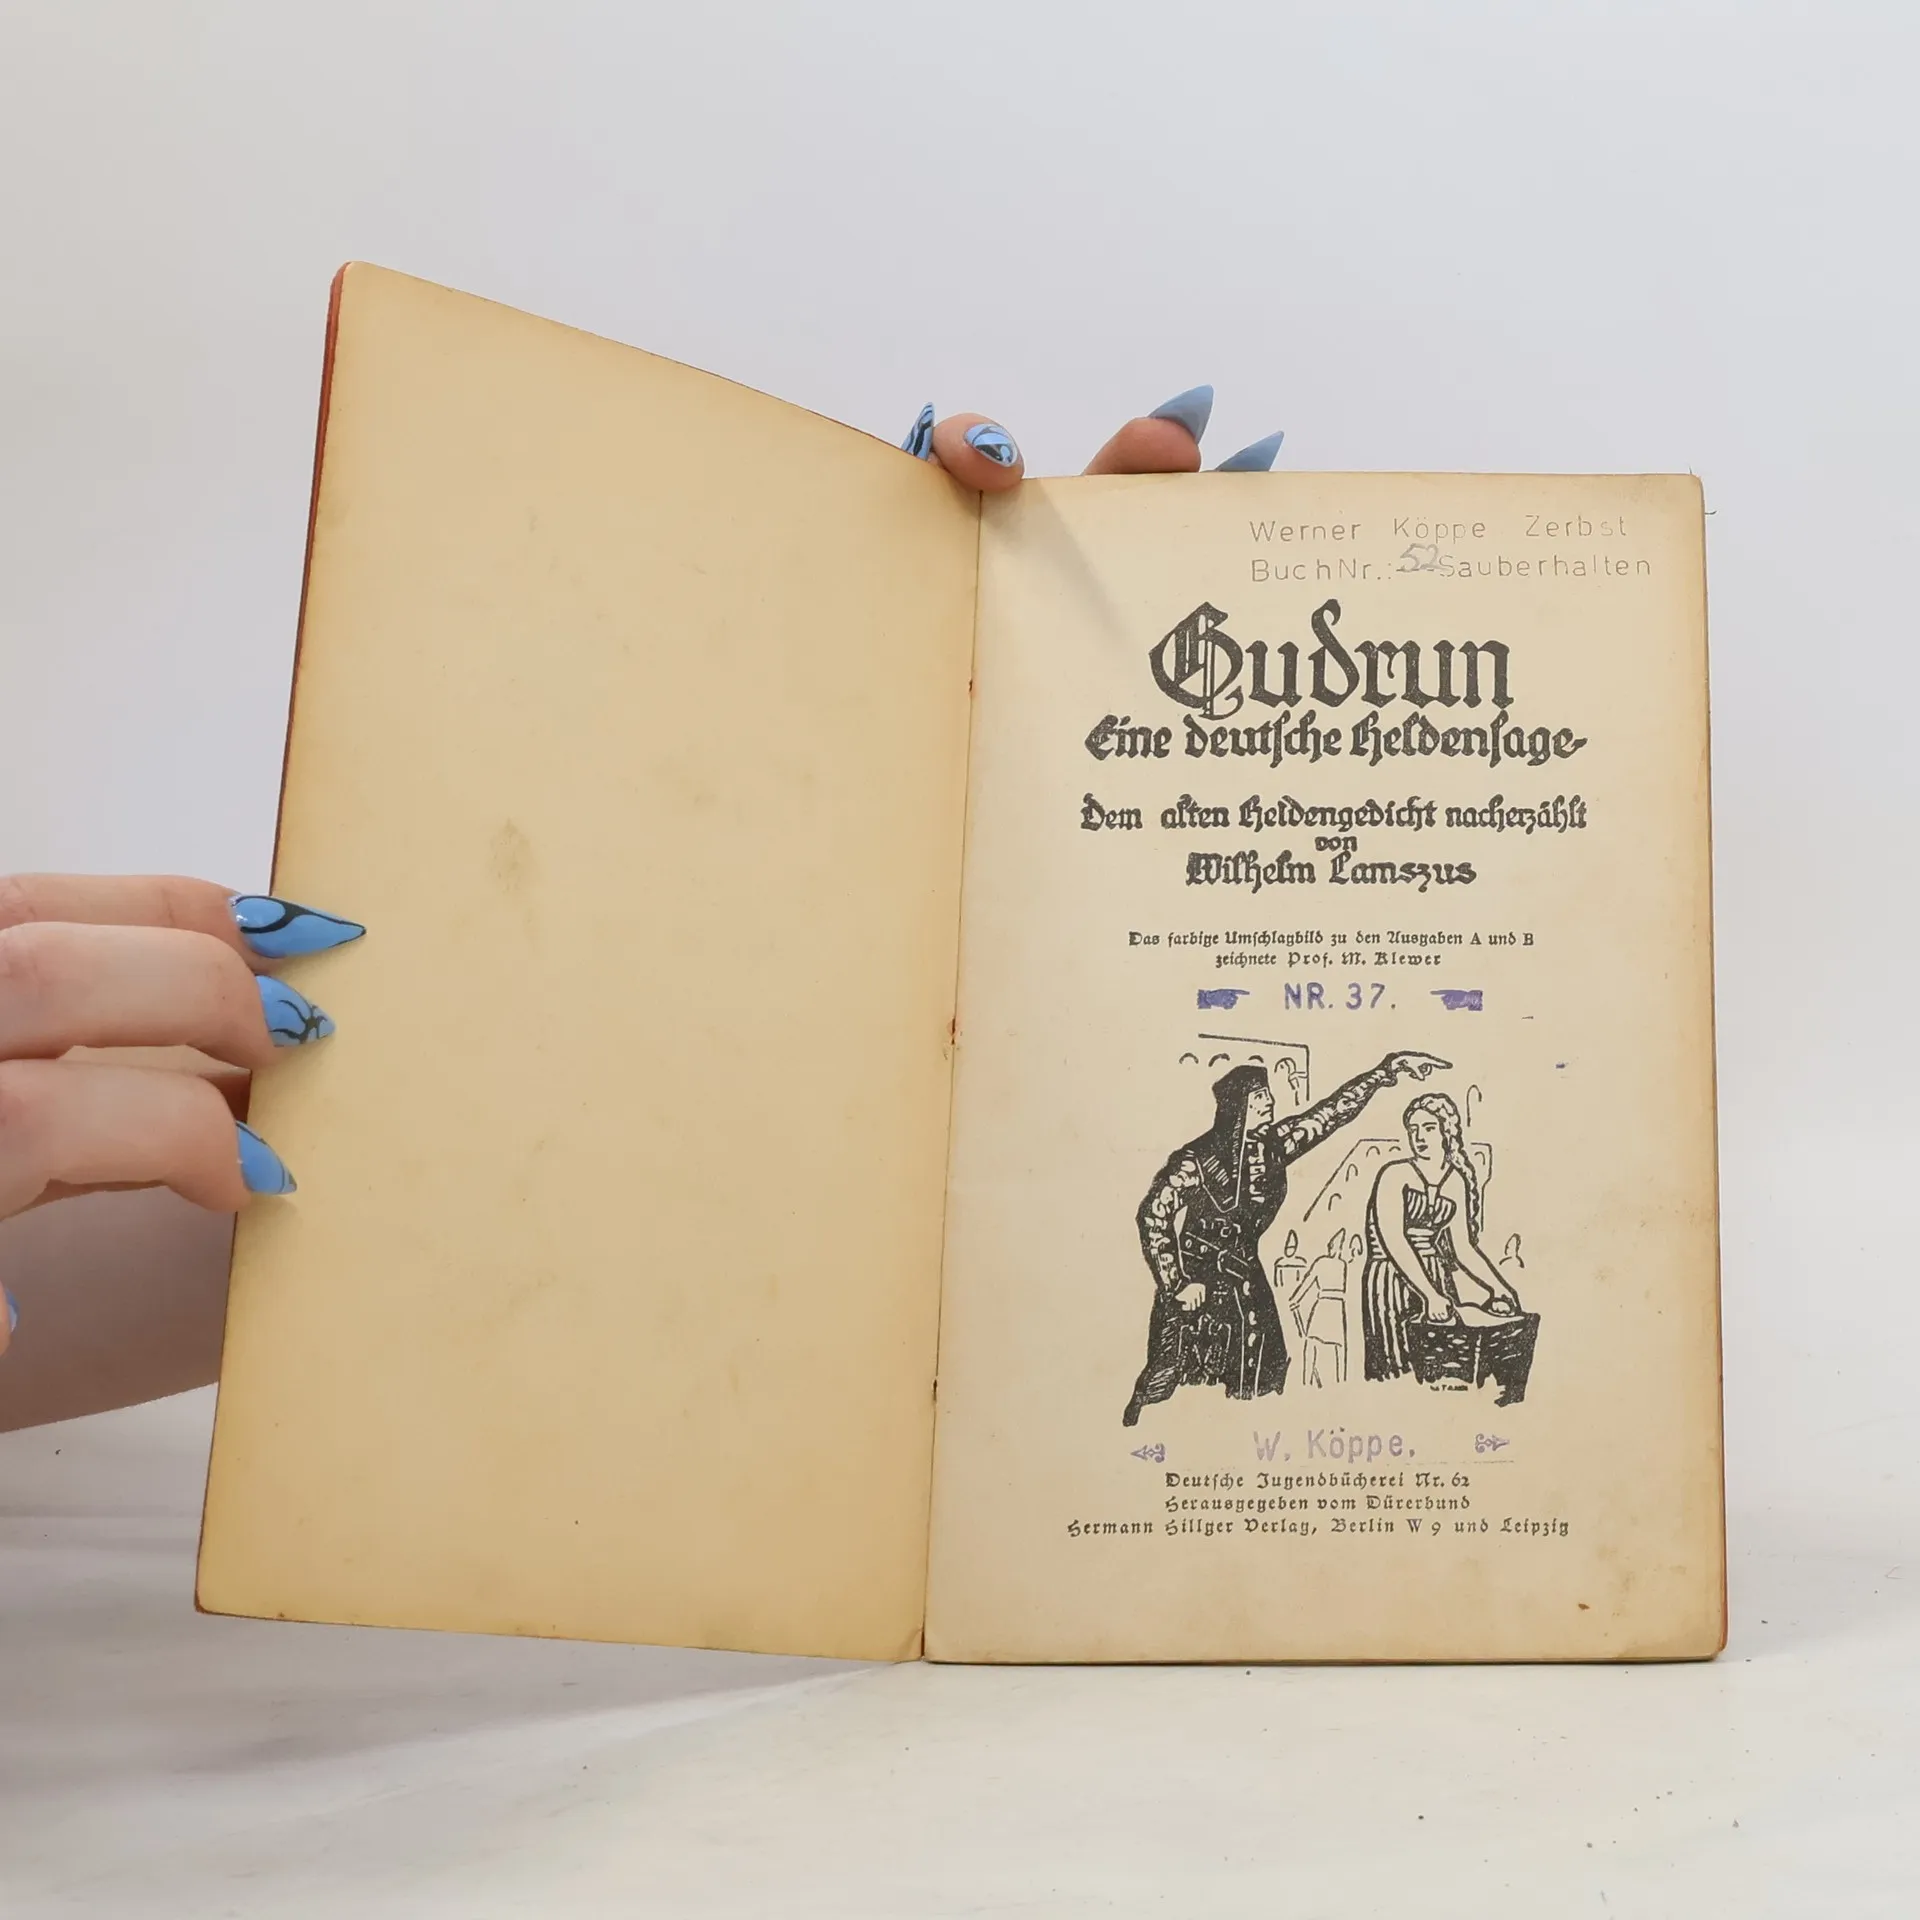 Werner Köppe Zerbst
BuchNr.: 52 Sauberhalten
Gudrun
Eine deutsche Heldensage
Dem alten Heldengedicht nacherzählt
von
Wilhelm Lamszus
Das farbige Umschlagbild zu den Ausgaben A und B
zeichnete Prof. M. Klewer
NR. 37.
W. Köppe.
Deutsche Jugendbücherei Nr. 62
Herausgegeben vom Dürerbund
Hermann Hillger Verlag, Berlin W 9 und Leipzig